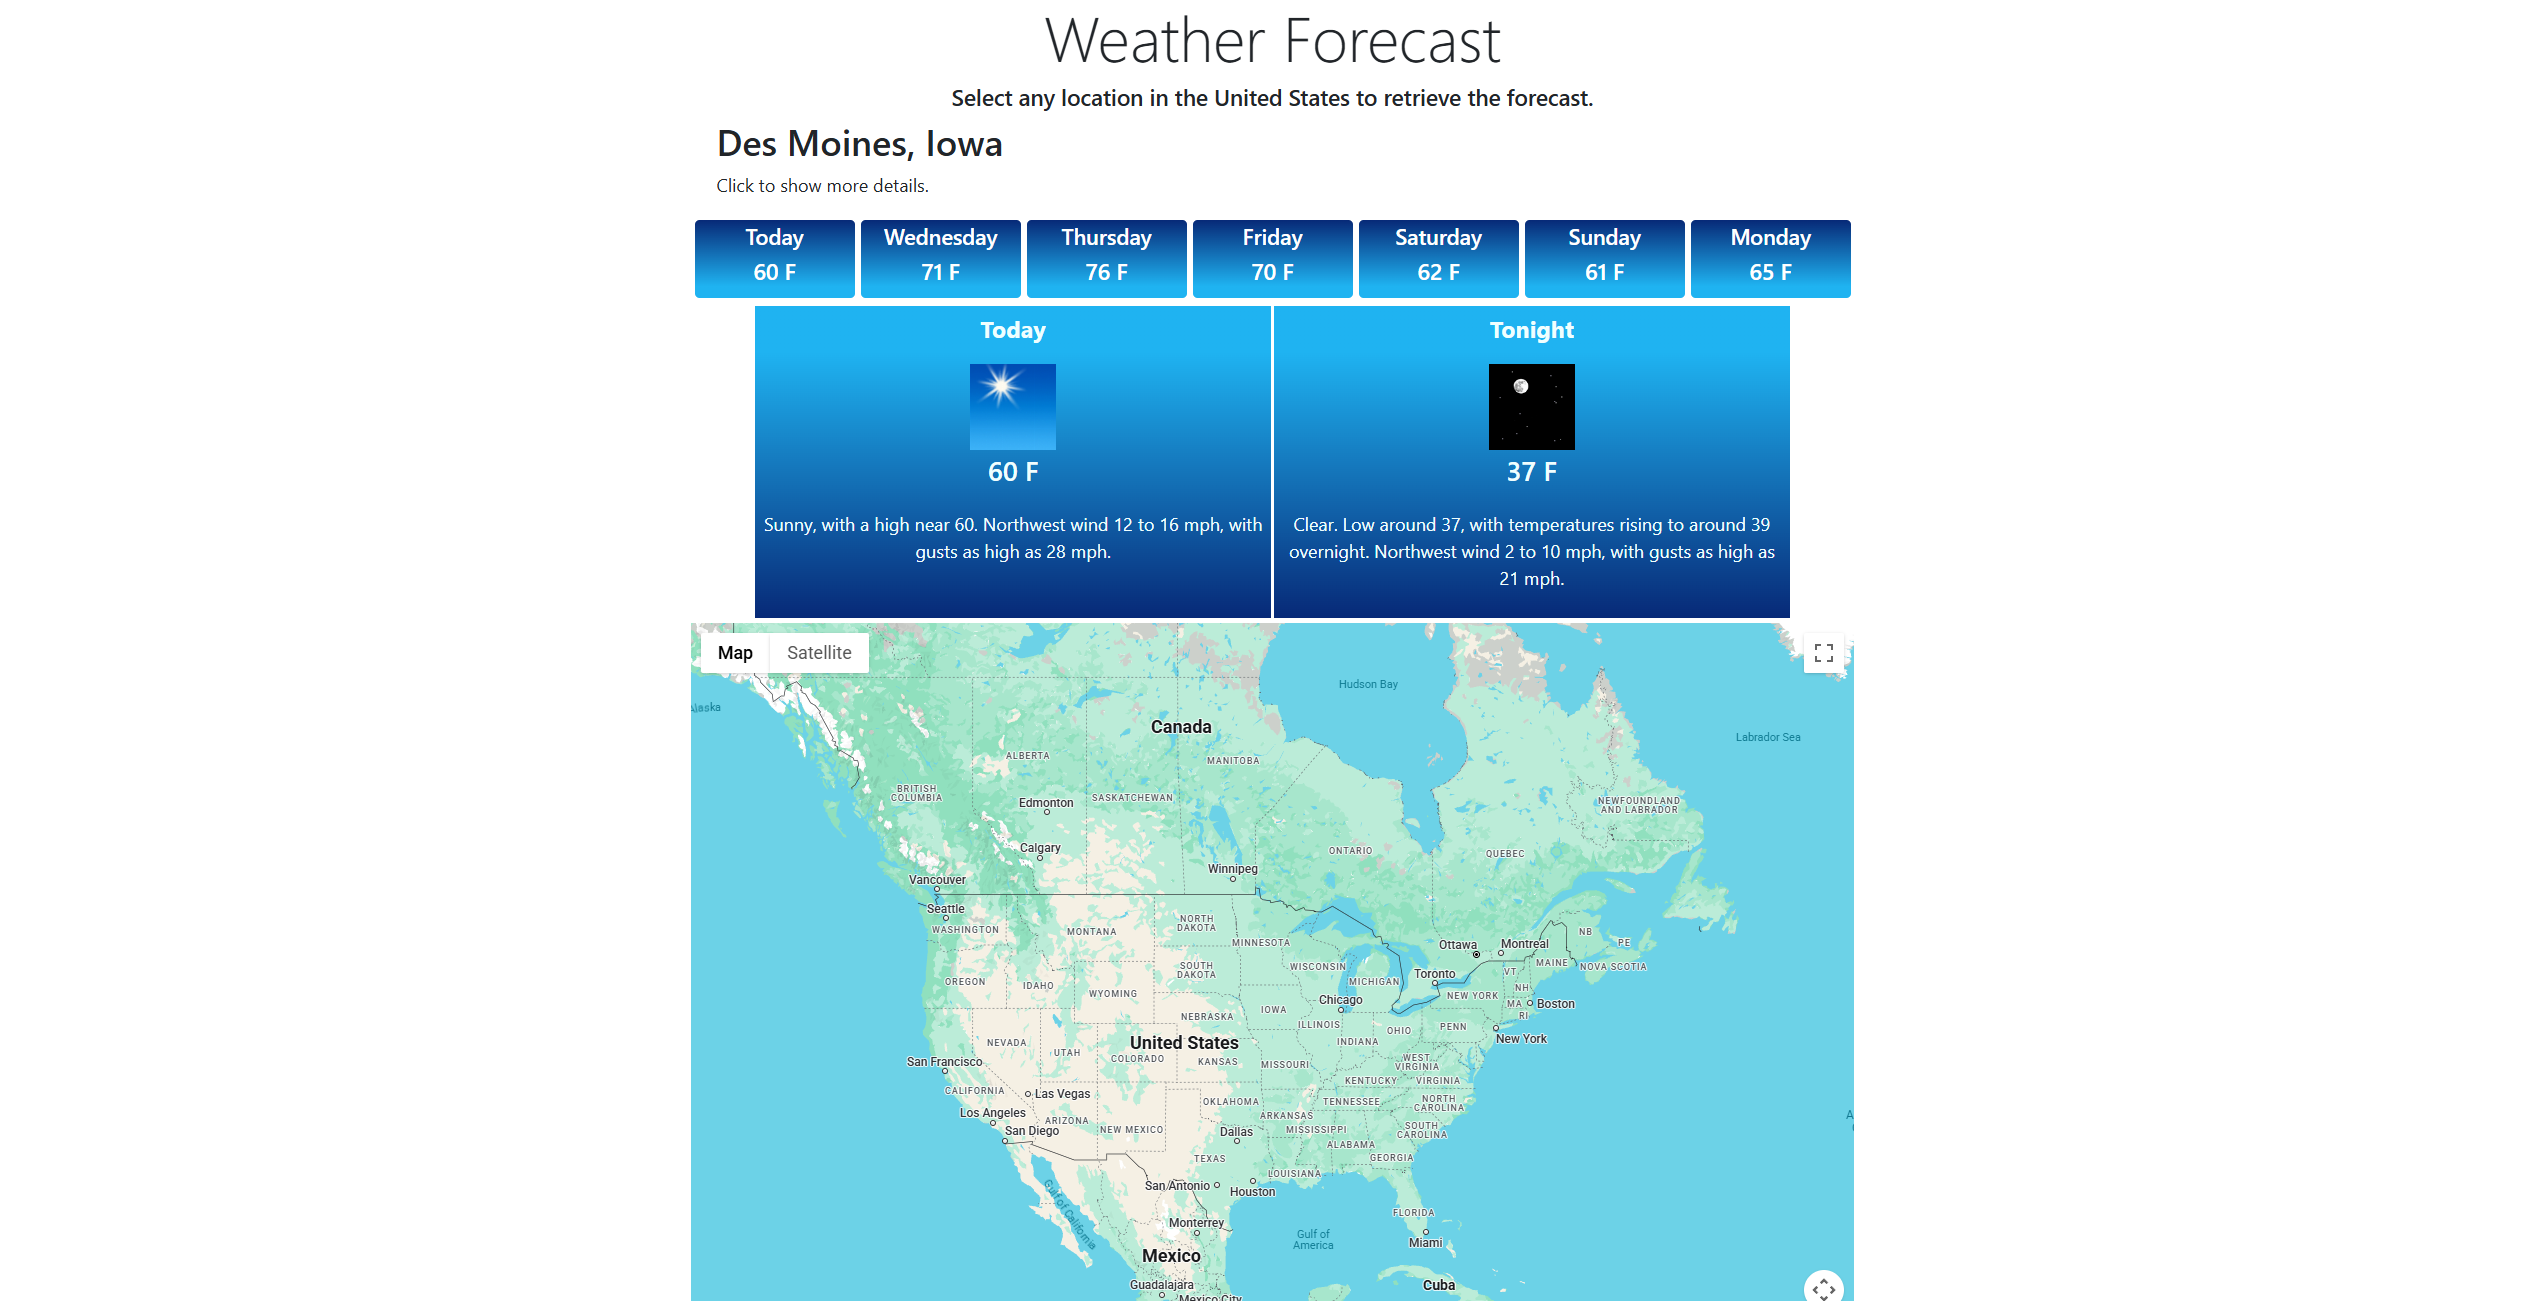 Weather Forecast
Select any location in the United States to retrieve the forecast.
Des Moines, Iowa
Click to show more details.
Today
60 F
Wednesday
71 F
Thursday
76 F
Friday
70 F
Saturday
62 F
Sunday
61 F
Monday
65 F
Today
60 F
Sunny, with a high near 60. Northwest wind 12 to 16 mph, with
gusts as high as 28 mph.
Tonight
37 F
Clear. Low around 37, with temperatures rising to around 39
overnight. Northwest wind 2 to 10 mph, with gusts as high as
21 mph.
Map
Satellite
Hudson Bay
Canada
Labrador Sea
ALBERTA
MANITOBA
BRITISH
COLUMBIA
Edmonton
SASKATCHEWAN
NEWFOUNDLAND
AND LABRADOR
Calgary
ONTARIO
QUEBEC
Winnipeg
Vancouver
Seattle
WASHINGTON
MONTANA
NORTH
DAKOTA
MINNESOTA
Ottawa
Montreal
NB
PE
MAINE
NOVA SCOTIA
SOUTH
DAKOTA
WISCONSIN
MICHIGAN
Toronto
VT
OREGON
IDAHO
WYOMING
NEW YORK
NH
Chicago
MA
Boston
IOWA
RI
NEBRASKA
ILLINOIS
OHIO
PENN
New York
NEVADA
UTAH
United States
INDIANA
COLORADO
KANSAS
MISSOURI
WEST
VIRGINIA
San Francisco
KENTUCKY
VIRGINIA
CALIFORNIA
Las Vegas
OKLAHOMA
TENNESSEE
NORTH
CAROLINA
Los Angeles
ARIZONA
NEW MEXICO
ARKANSAS
San Diego
Dallas
MISSISSIPPI
SOUTH
CAROLINA
ALABAMA
TEXAS
GEORGIA
LOUISIANA
San Antonio
Houston
Gulf of California
FLORIDA
Monterrey
Gulf of
America
Miami
Mexico
Guadalajara
Cuba
Mexico City